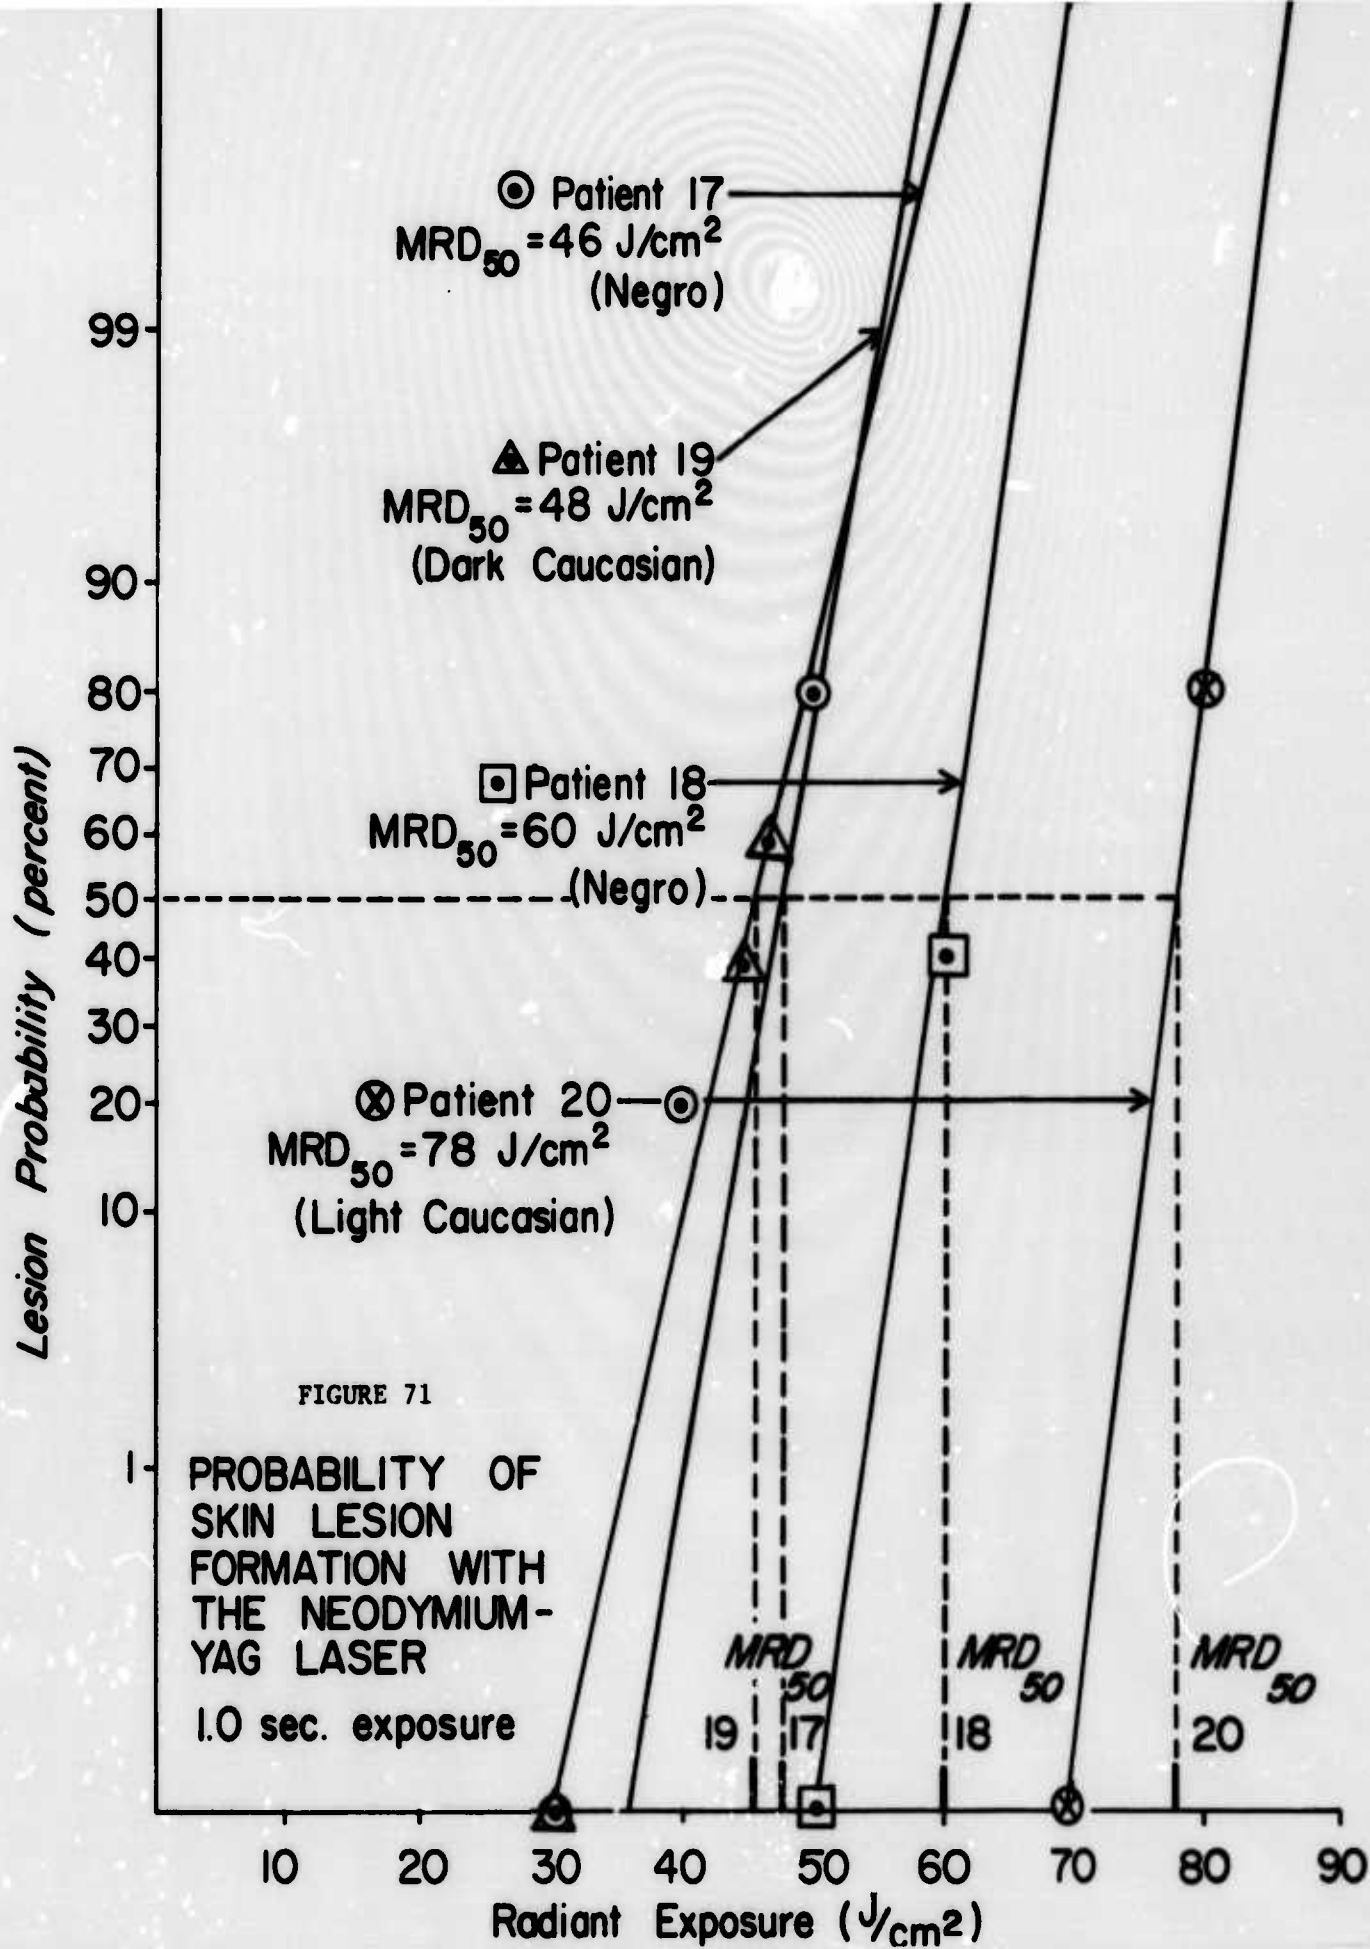 Patient 17
MRD50 = 46 J/cm2
(Negro)
99
Patient 19
MRD50 = 48 J/cm2
(Dark Caucasian)
90
80
70
Patient 18
60
MRD50 = 60 J/cm2
(Negro)
50
40
30
20
Patient 20
MRD50 = 78 J/cm2
10
(Light Caucasian)
Lesion Probability (percent)
FIGURE 71
1
PROBABILITY OF
SKIN LESION
FORMATION WITH
THE NEODYMIUM-
YAG LASER
1.0 sec. exposure
MRD50 MRD50 MRD50
19 17 18 20
10 20 30 40 50 60 70 80 90
Radiant Exposure (J/cm2)